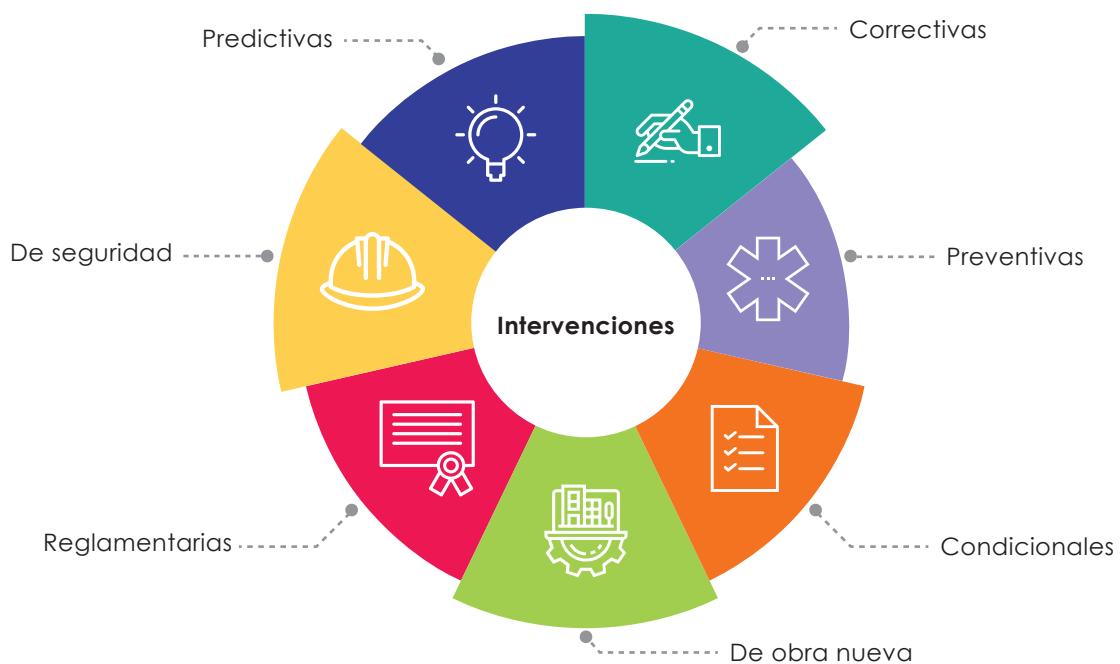 Predictivas
Correctivas
De seguridad
Preventivas
Intervenciones
Reglamentarias
Condicionales
De obra nueva